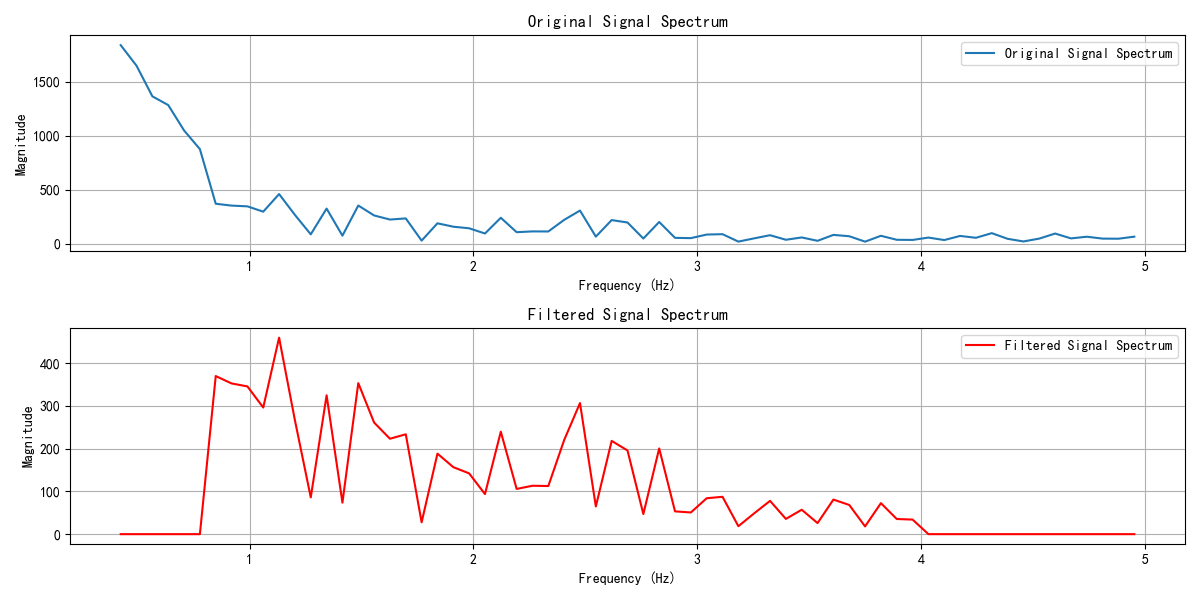 Original Signal Spectrum
Original Signal Spectrum
Magnitude
1500
1000
500
0
1 2 3 4 5
Frequency (Hz)
Filtered Signal Spectrum
Filtered Signal Spectrum
Magnitude
400
300
200
100
0
1 2 3 4 5
Frequency (Hz)